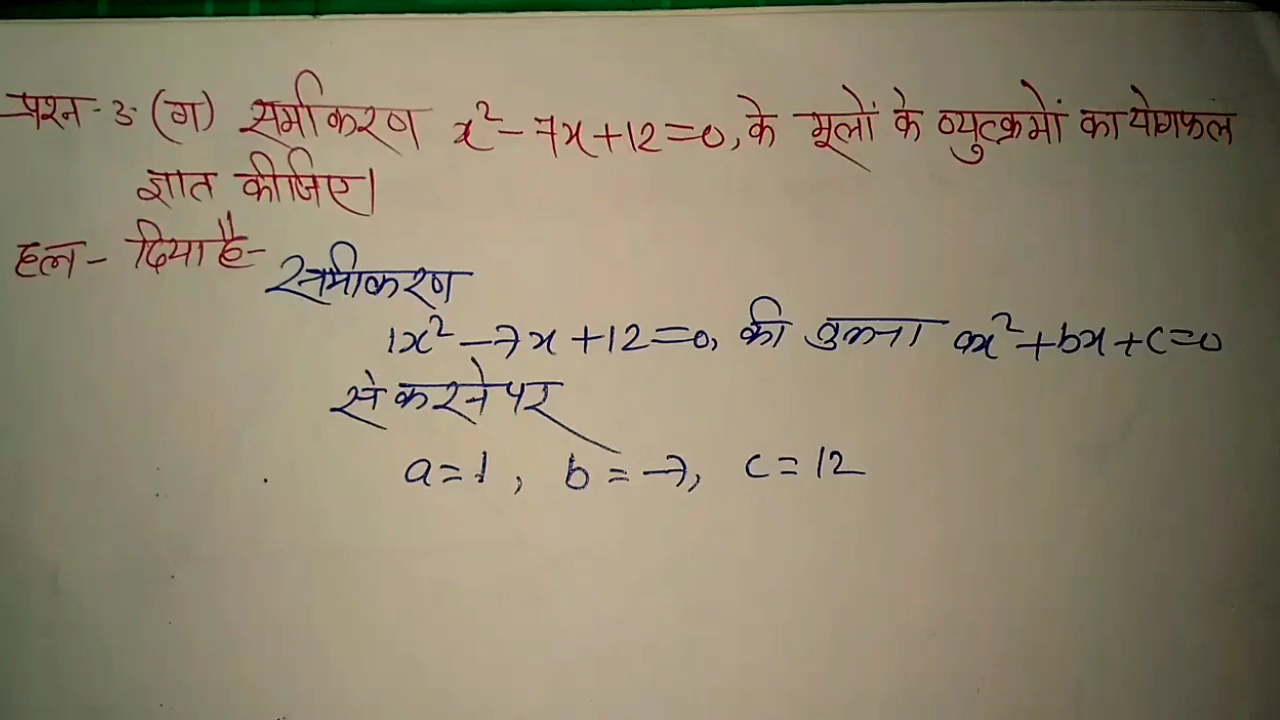 प्रश्न-3. (ग) समीकरण x²-7x+12=0, के मूलों के व्युत्क्रमों का योगफल
ज्ञात कीजिए।
हल- दिया है-
समीकरण
1x²-7x+12=0, की तुलना ax²+bx+c=0
से करने पर
a=1, b=-7, c=12